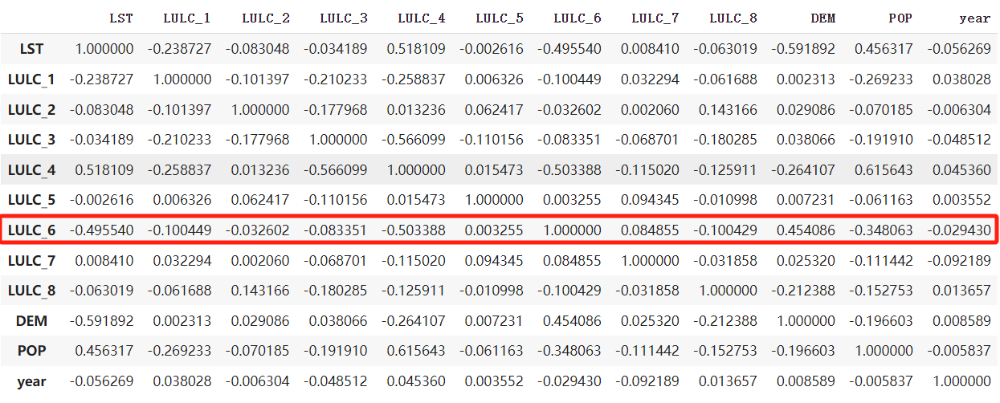 LST LULC_1 LULC_2 LULC_3 LULC_4 LULC_5 LULC_6 LULC_7 LULC_8 DEM POP year
LST 1.000000 -0.238727 -0.083048 -0.034189 0.518109 -0.002616 -0.495540 0.008410 -0.063019 -0.591892 0.456317 -0.056269
LULC_1 -0.238727 1.000000 -0.101397 -0.210233 -0.258837 0.006326 -0.100449 0.032294 -0.061688 0.002313 -0.269233 0.038028
LULC_2 -0.083048 -0.101397 1.000000 -0.177968 0.013236 0.062417 -0.032602 0.002060 0.143166 0.029086 -0.070185 -0.006304
LULC_3 -0.034189 -0.210233 -0.177968 1.000000 -0.566099 -0.110156 -0.083351 -0.068701 -0.180285 0.038066 -0.191910 -0.048512
LULC_4 0.518109 -0.258837 0.013236 -0.566099 1.000000 0.015473 -0.503388 -0.115020 -0.125911 -0.264107 0.615643 0.045360
LULC_5 -0.002616 0.006326 0.062417 -0.110156 0.015473 1.000000 0.003255 0.094345 -0.010998 0.007231 -0.061163 0.003552
LULC_6 -0.495540 -0.100449 -0.032602 -0.083351 -0.503388 0.003255 1.000000 0.084855 -0.100429 0.454086 -0.348063 -0.029430
LULC_7 0.008410 0.032294 0.002060 -0.068701 -0.115020 0.094345 0.084855 1.000000 -0.031858 0.025320 -0.111442 -0.092189
LULC_8 -0.063019 -0.061688 0.143166 -0.180285 -0.125911 -0.010998 -0.100429 -0.031858 1.000000 -0.212388 -0.152753 0.013657
DEM -0.591892 0.002313 0.029086 0.038066 -0.264107 0.007231 0.454086 0.025320 -0.212388 1.000000 -0.196603 0.008589
POP 0.456317 -0.269233 -0.070185 -0.191910 0.615643 -0.061163 -0.348063 -0.111442 -0.152753 -0.196603 1.000000 -0.005837
year -0.056269 0.038028 -0.006304 -0.048512 0.045360 0.003552 -0.029430 -0.092189 0.013657 0.008589 -0.005837 1.000000